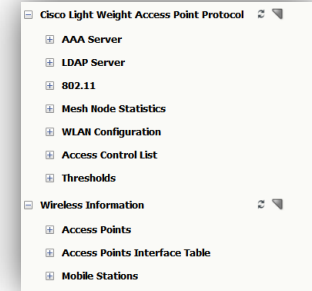 Cisco Light Weight Access Point Protocol
AAA Server
LDAP Server
802.11
Mesh Node Statistics
WLAN Configuration
Access Control List
Thresholds
Wireless Information
Access Points
Access Points Interface Table
Mobile Stations